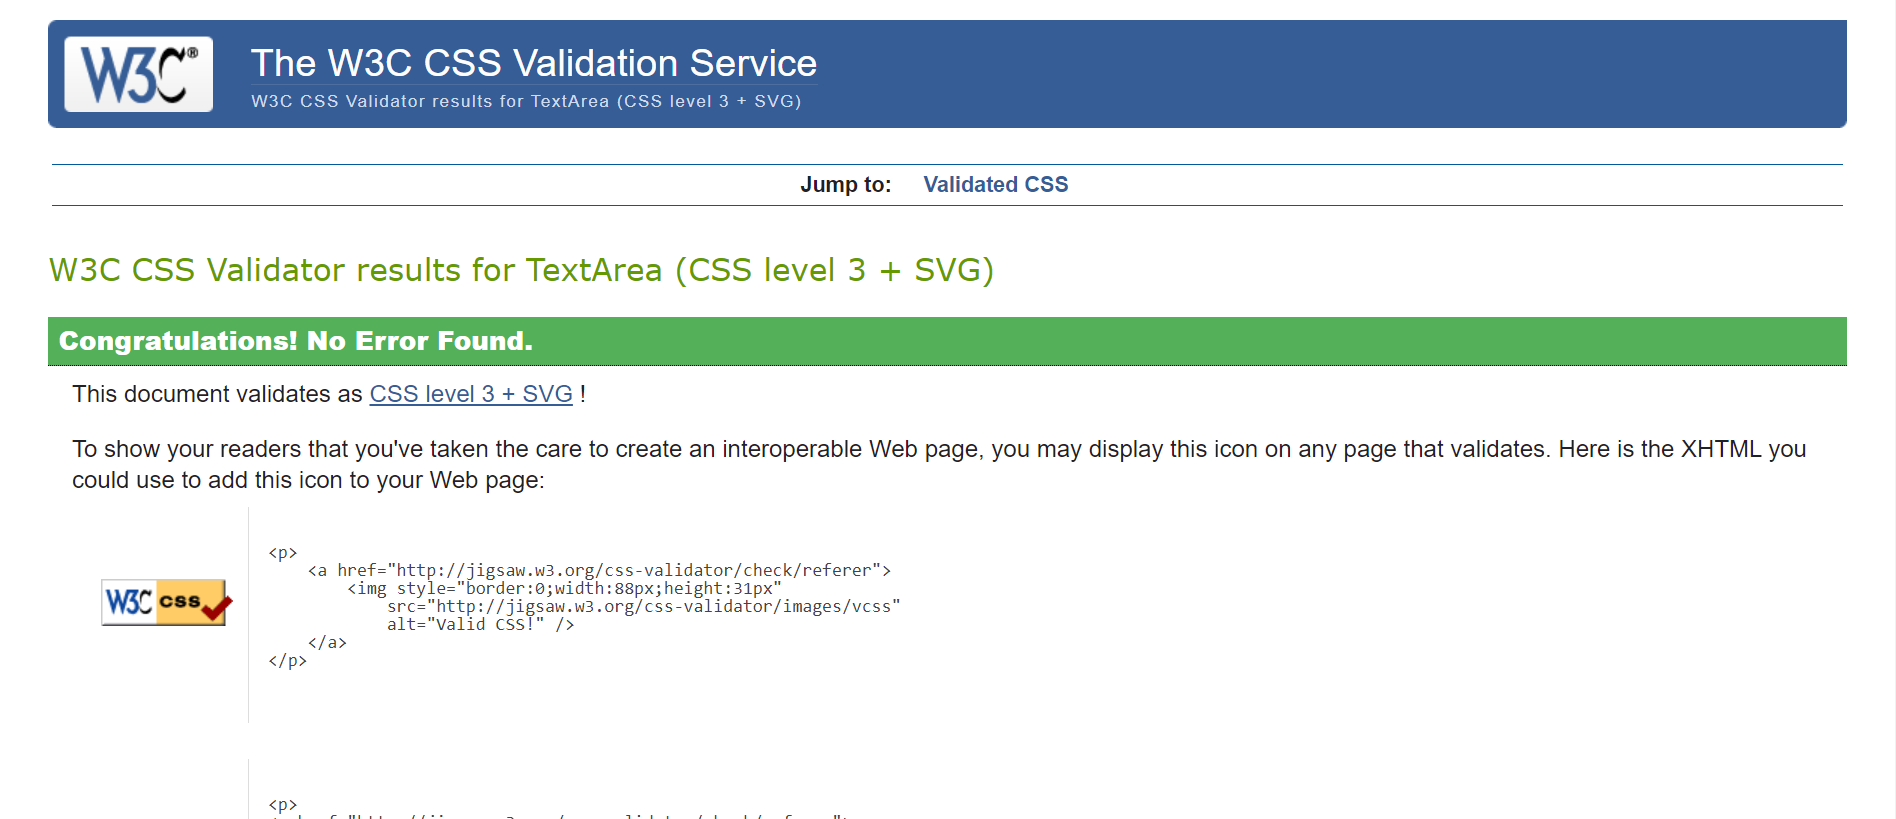 W3C®
The W3C CSS Validation Service
W3C CSS Validator results for TextArea (CSS level 3 + SVG)
Jump to: Validated CSS
W3C CSS Validator results for TextArea (CSS level 3 + SVG)
Congratulations! No Error Found.
This document validates as CSS level 3 + SVG !
To show your readers that you've taken the care to create an interoperable Web page, you may display this icon on any page that validates. Here is the XHTML you
could use to add this icon to your Web page:
W3C css
<p>
<a href="http://jigsaw.w3.org/css-validator/check/referer">
<img style="border:0;width:88px;height:31px"
src="http://jigsaw.w3.org/css-validator/images/vcss"
alt="Valid CSS!" />
</a>
</p>
<p>